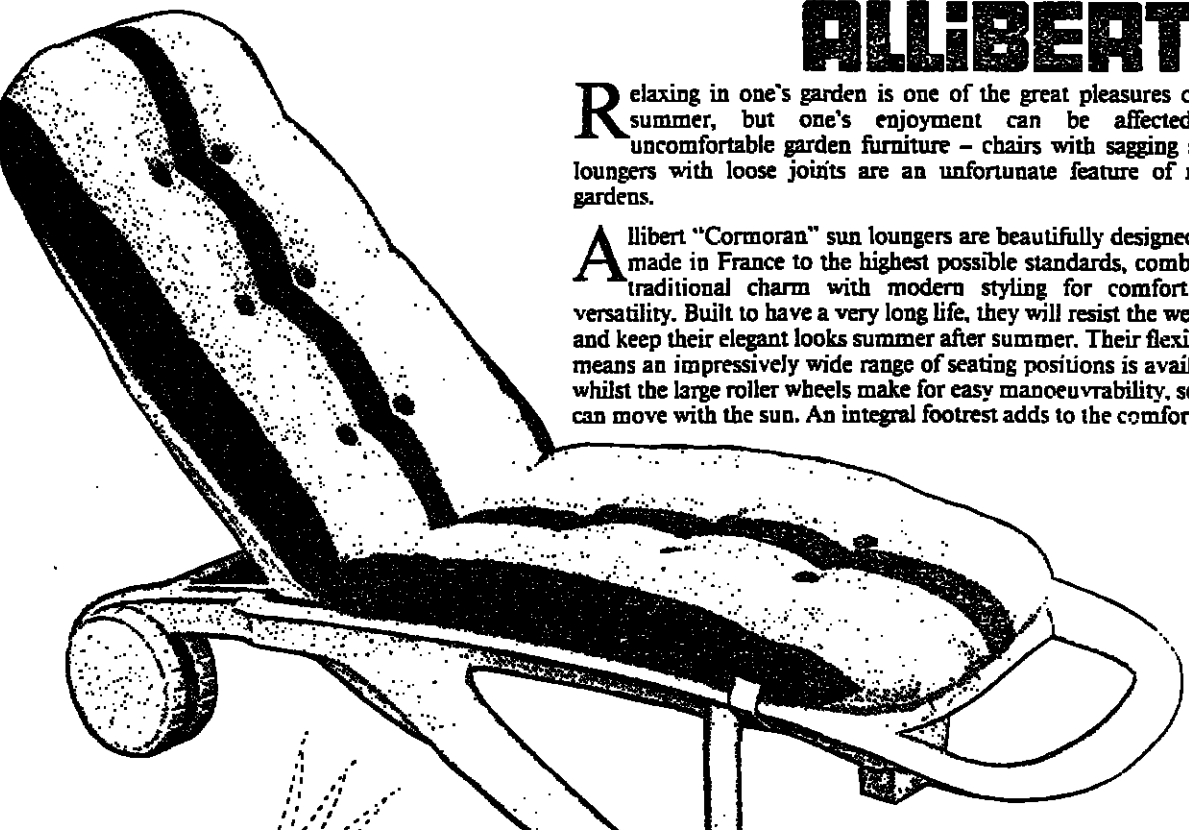 ALLiBERT
Relaxing in one's garden is one of the great pleasures
summer, but one's enjoyment can be affected
uncomfortable garden furniture – chairs with sagging
loungers with loose joints are an unfortunate feature of
gardens.
Allibert "Cormoran" sun loungers are beautifully designed
made in France to the highest possible standards,
traditional charm with modern styling for comfort
versatility. Built to have a very long life, they will resist the
and keep their elegant looks summer after summer. Their
means an impressively wide range of seating positions is
whilst the large roller wheels make for easy manoeuvrability,
can move with the sun. An integral footrest adds to the